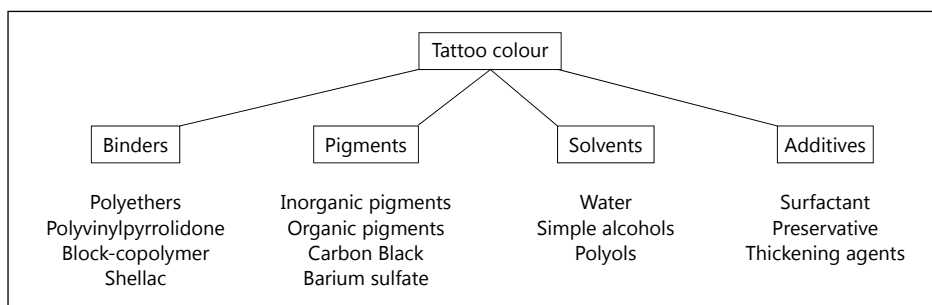 Tattoo colour
Binders
Pigments
Solvents
Additives
Polyethers
Polyvinylpyrrolidone
Block-copolymer
Shellac
Inorganic pigments
Organic pigments
Carbon Black
Barium sulfate
Water
Simple alcohols
Polyols
Surfactant
Preservative
Thickening agents